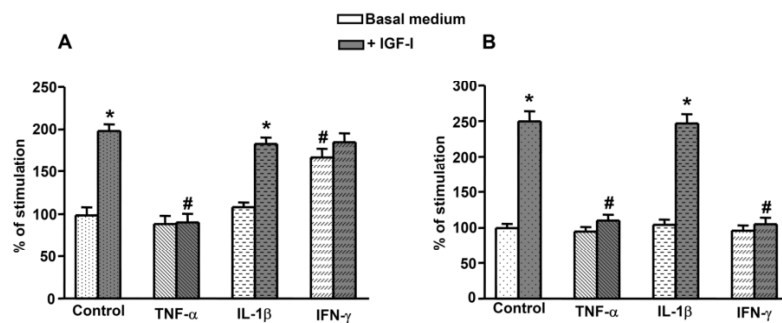 Basal medium
+ IGF-I
A
% of stimulation
250
200
150
100
50
0
*
#
*
#
Control
TNF-α
IL-1β
IFN-γ
B
% of stimulation
300
250
200
150
100
50
0
*
#
*
#
Control
TNF-α
IL-1β
IFN-γ